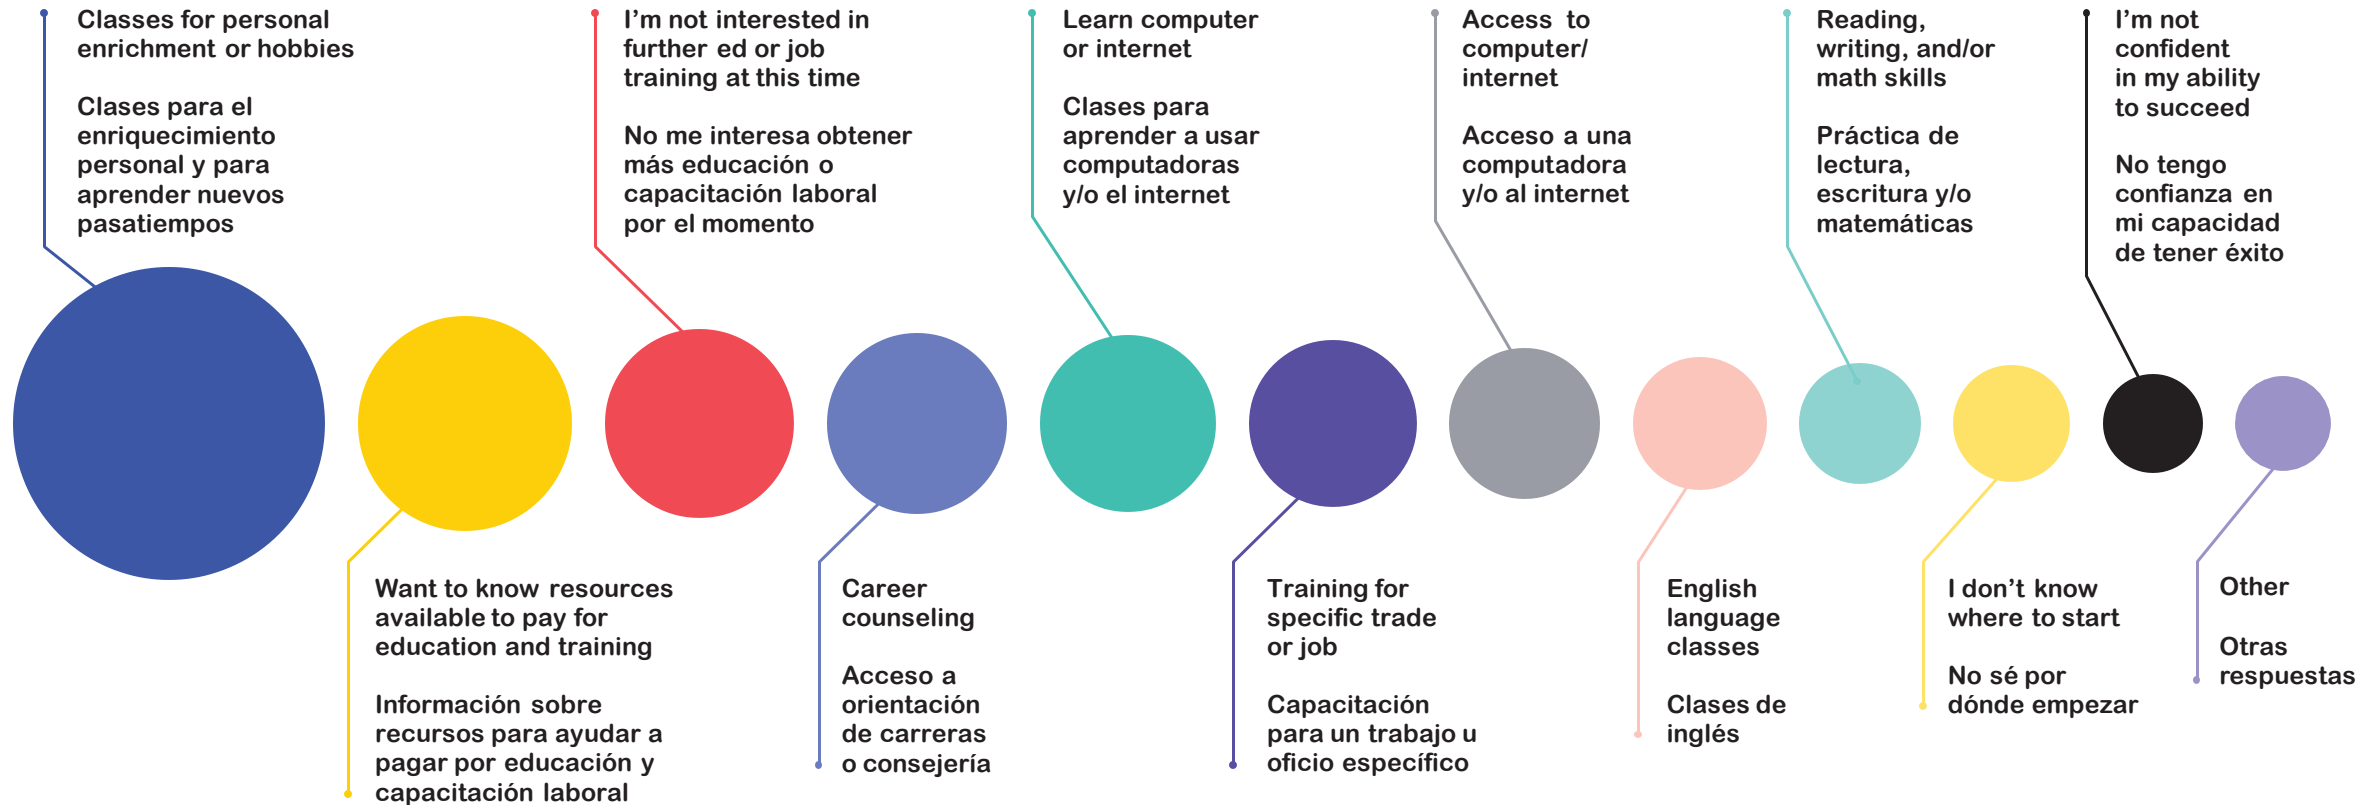 Classes for personal
enrichment or hobbies
Clases para el
enriquecimiento
personal y para
aprender nuevos
pasatiempos
I'm not interested in
further ed or job
training at this time
No me interesa obtener
más educación o
capacitación laboral
por el momento
Learn computer
or internet
Clases para
aprender a usar
computadoras
y/o el internet
Access to
computer/
internet
Acceso a una
computadora
y/o al internet
Reading,
writing, and/or
math skills
Práctica de
lectura,
escritura y/o
matemáticas
I'm not
confident
in my ability
to succeed
No tengo
confianza en
mi capacidad
de tener éxito
Want to know resources
available to pay for
education and training
Información sobre
recursos para ayudar a
pagar por educación y
capacitación laboral
Career
counseling
Acceso a
orientación
de carreras
o consejería
Training for
specific trade
or job
Capacitación
para un trabajo u
oficio específico
English
language
classes
Clases de
inglés
I don't know
where to start
No sé por
dónde empezar
Other
Otras
respuestas